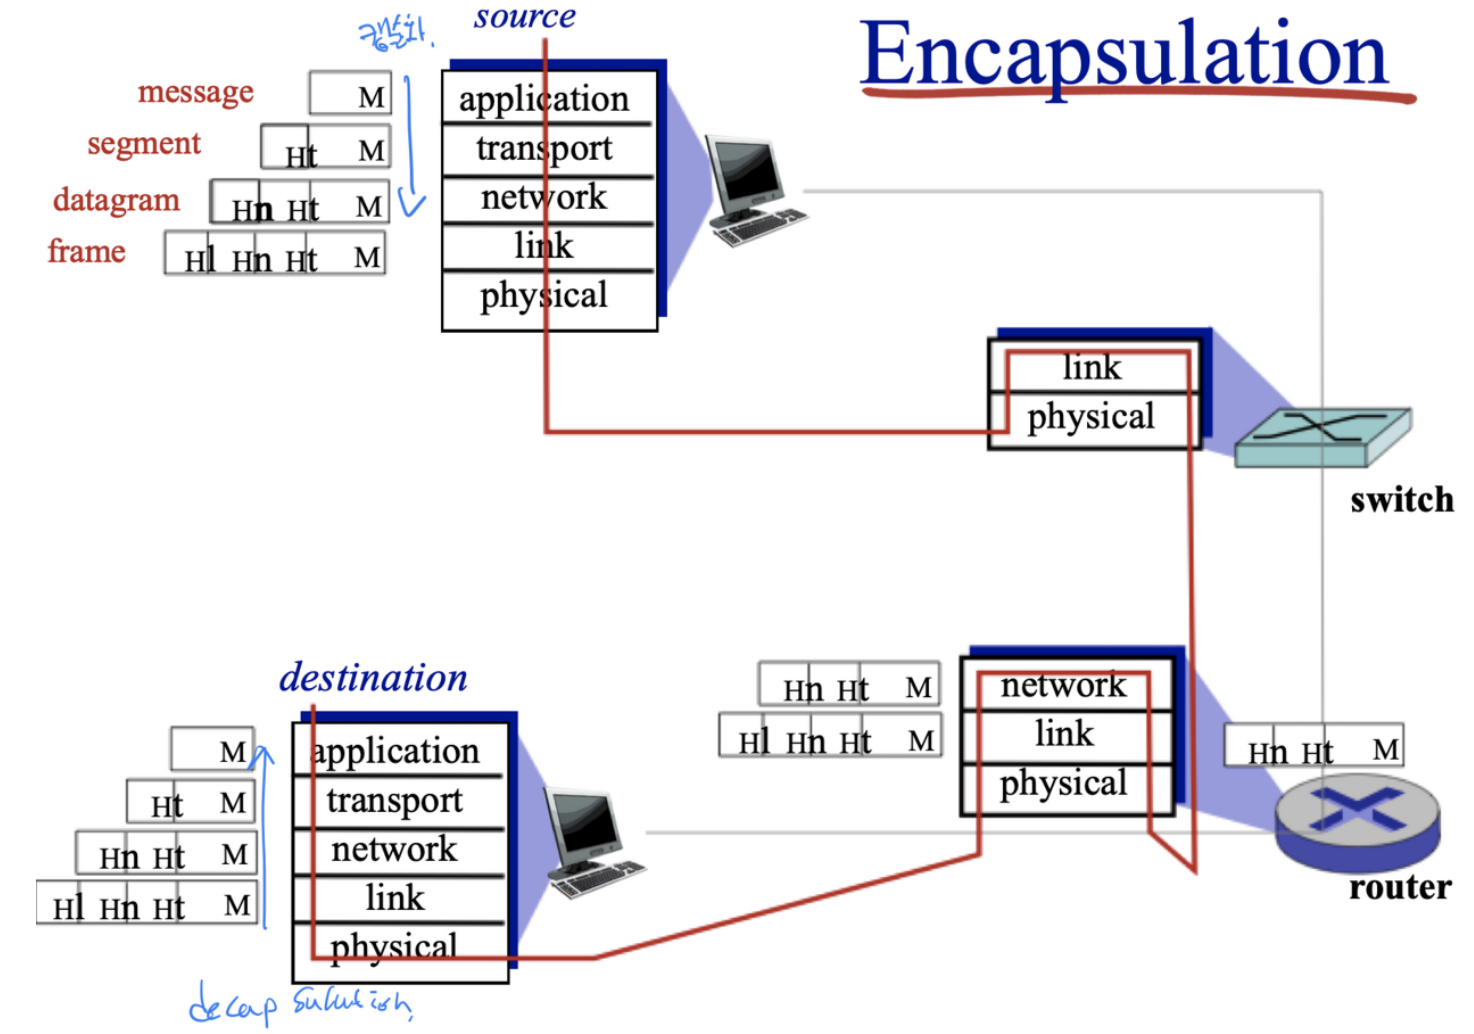 Encapsulation
source
캡슐화.
message
M
segment
Ht M
datagram
Hn Ht M
frame
Hl Hn Ht M
application
transport
network
link
physical
link
physical
switch
network
link
physical
Hn Ht M
Hl Hn Ht M
Hn Ht M
router
destination
M
Ht M
Hn Ht M
Hl Hn Ht M
application
transport
network
link
physical